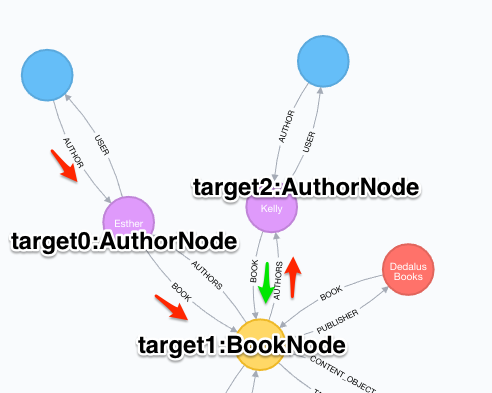 AUTHOR
USER
AUTHOR
USER
target2:AuthorNode
Kelly
Esther
target0:AuthorNode
AUTHORS
BOOK
BOOK
AUTHORS
Dedalus
Books
BOOK
PUBLISHER
target1:BookNode
CONTENT_OBJECT